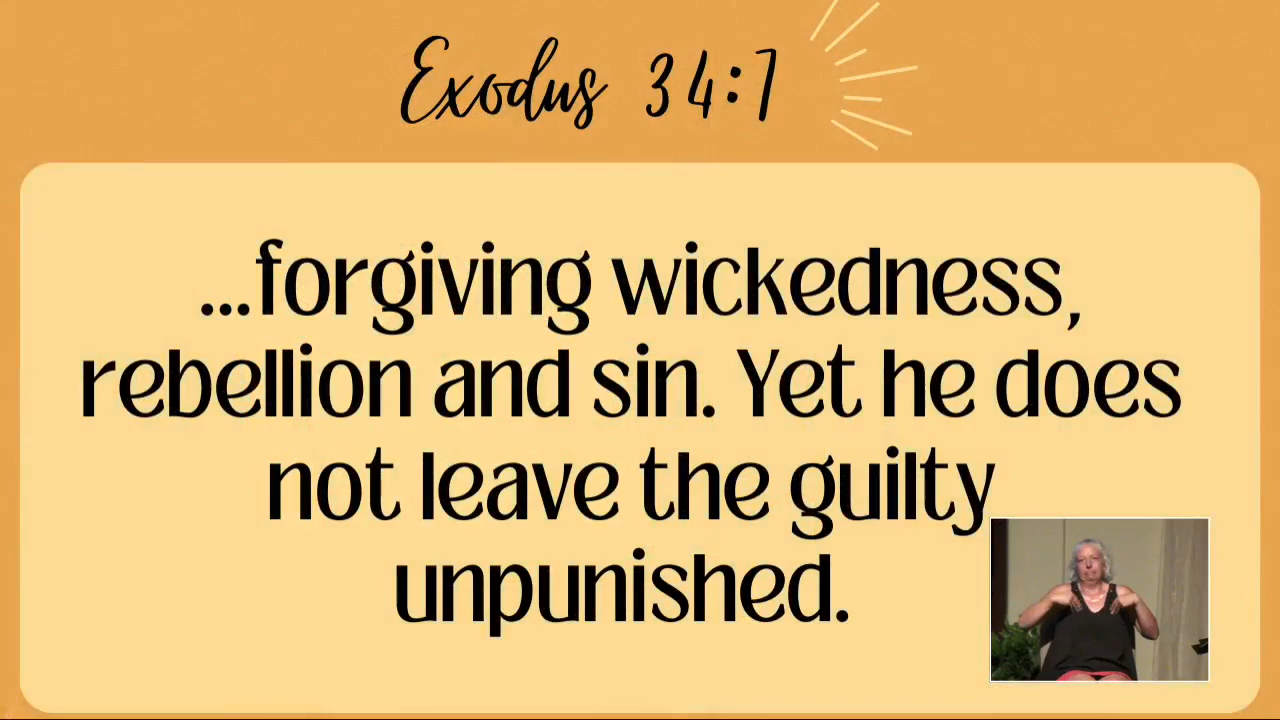 Exodus 34:7
...forgiving wickedness,
rebellion and sin. Yet he does
not leave the guilty
unpunished.